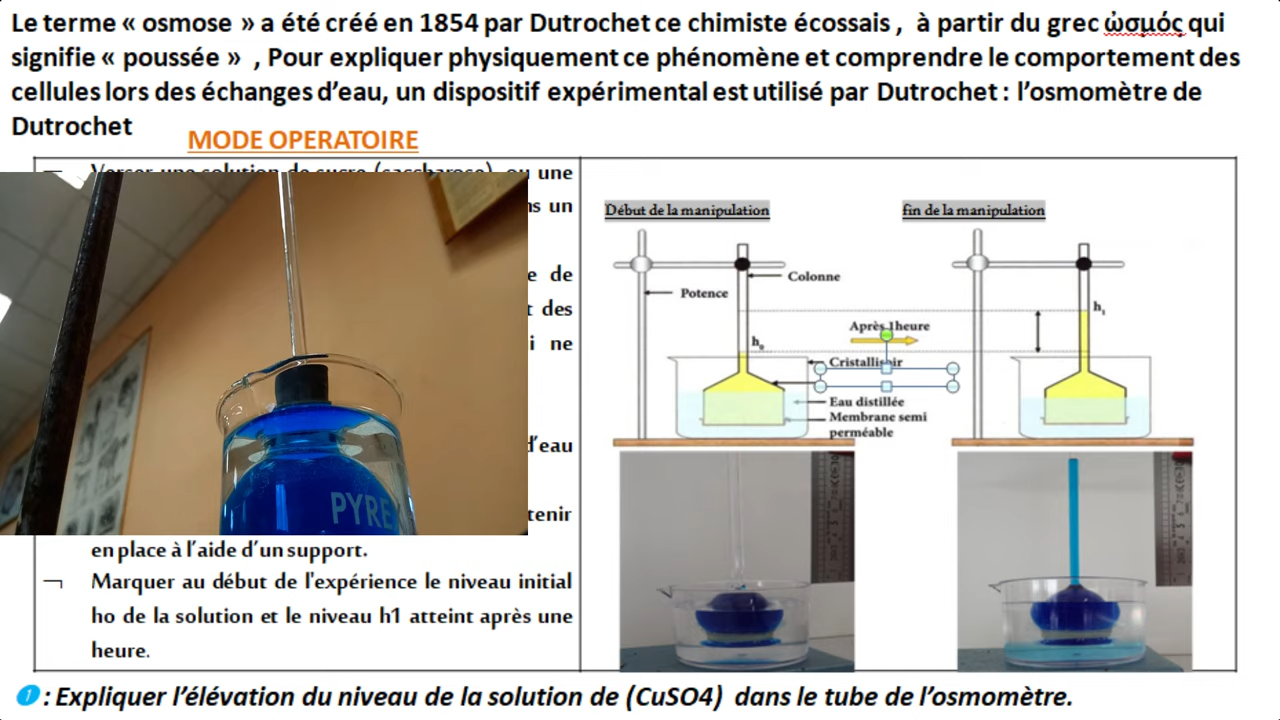 Le terme « osmose » a été créé en 1854 par Dutrochet ce chimiste écossais , à partir du grec ὠσμός qui
signifie « poussée » , Pour expliquer physiquement ce phénomène et comprendre le comportement des
cellules lors des échanges d’eau, un dispositif expérimental est utilisé par Dutrochet : l’osmomètre de
Dutrochet
MODE OPERATOIRE
Verser une solution de sucre (saccharose), ou une
ns un
e de
t des
i ne
d’eau
tenir
en place à l’aide d’un support.
Marquer au début de l'expérience le niveau initial
ho de la solution et le niveau h1 atteint après une
heure.
PYRE
Début de la manipulation
fin de la manipulation
Colonne
Potence
h₁
Après 1heure
h₀
Cristallisoir
Eau distillée
Membrane semi
perméable
1 : Expliquer l’élévation du niveau de la solution de (CuSO4) dans le tube de l’osmomètre.